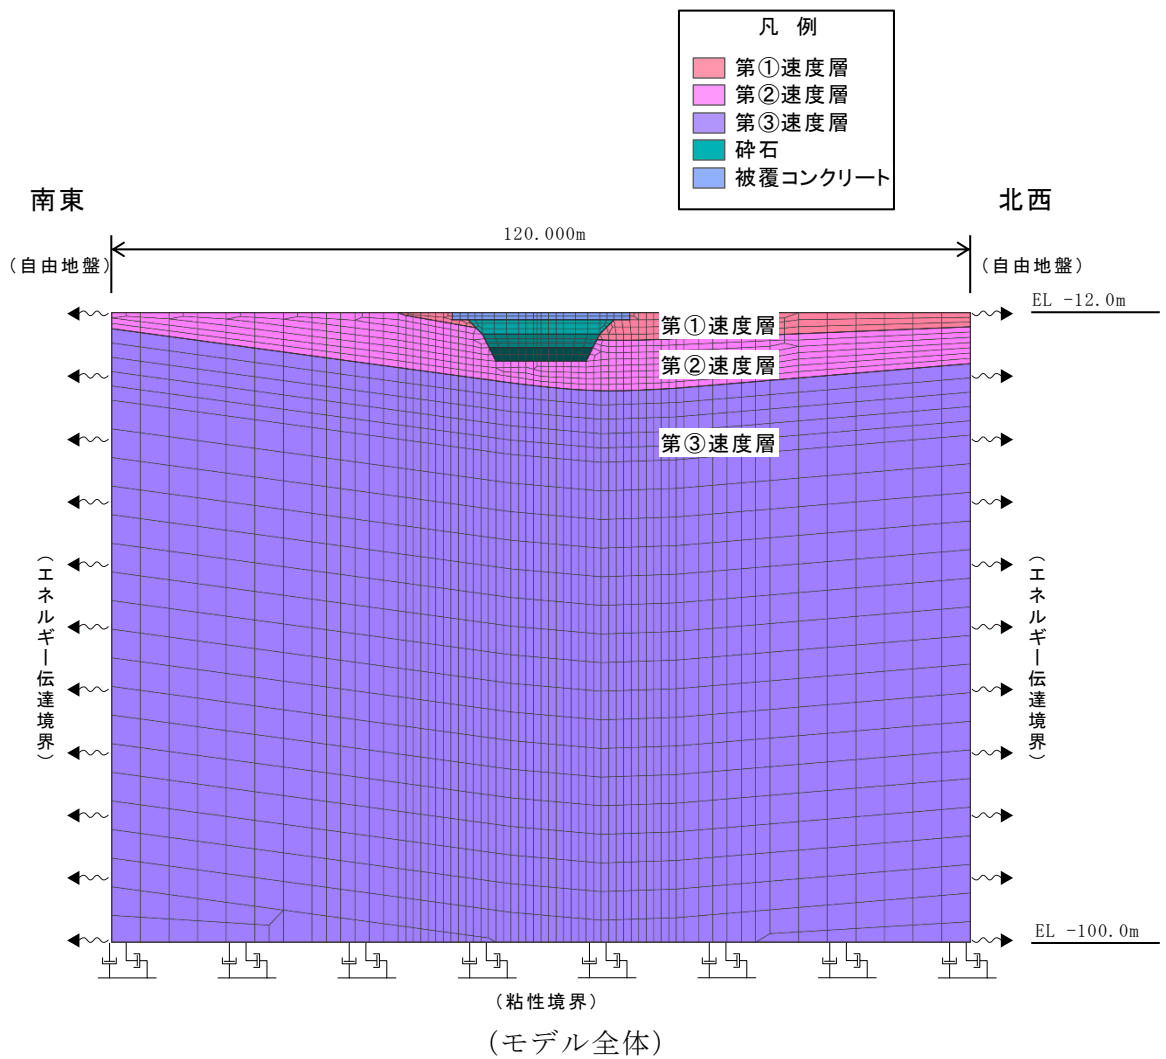 凡 例
第①速度層
第②速度層
第③速度層
砕石
被覆コンクリート
南東
北西
120.000m
(自由地盤)
(自由地盤)
EL -12.0m
第①速度層
第②速度層
第③速度層
(エネルギー伝達境界)
(エネルギー伝達境界)
EL -100.0m
(粘性境界)
(モデル全体)